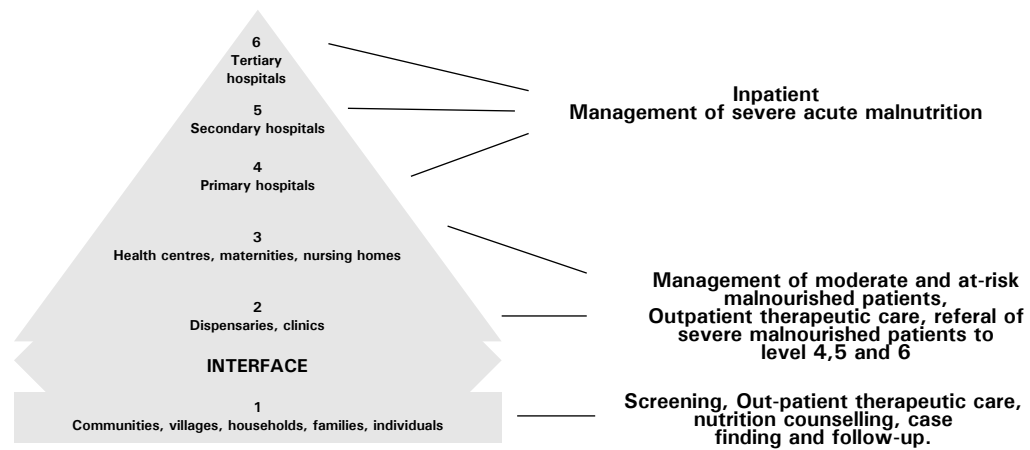 6
Tertiary
hospitals
5
Secondary hospitals
4
Primary hospitals
3
Health centres, maternities, nursing homes
2
Dispensaries, clinics
INTERFACE
1
Communities, villages, households, families, individuals
Inpatient
Management of severe acute malnutrition
Management of moderate and at-risk
malnourished patients,
Outpatient therapeutic care, referal of
severe malnourished patients to
level 4,5 and 6
Screening, Out-patient therapeutic care,
nutrition counselling, case
finding and follow-up.